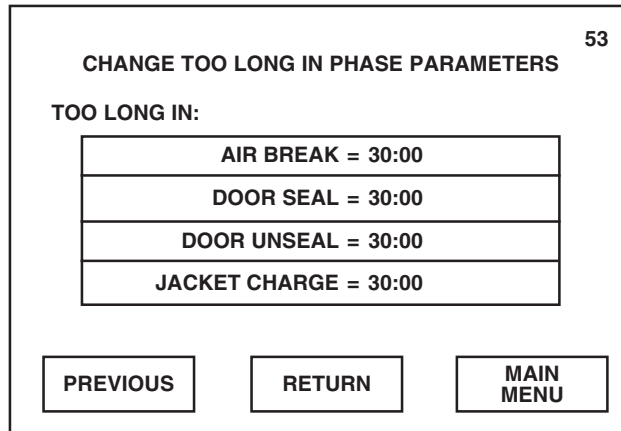 53
CHANGE TOO LONG IN PHASE PARAMETERS
TOO LONG IN:
AIR BREAK = 30:00
DOOR SEAL = 30:00
DOOR UNSEAL = 30:00
JACKET CHARGE = 30:00
PREVIOUS
RETURN
MAIN
MENU